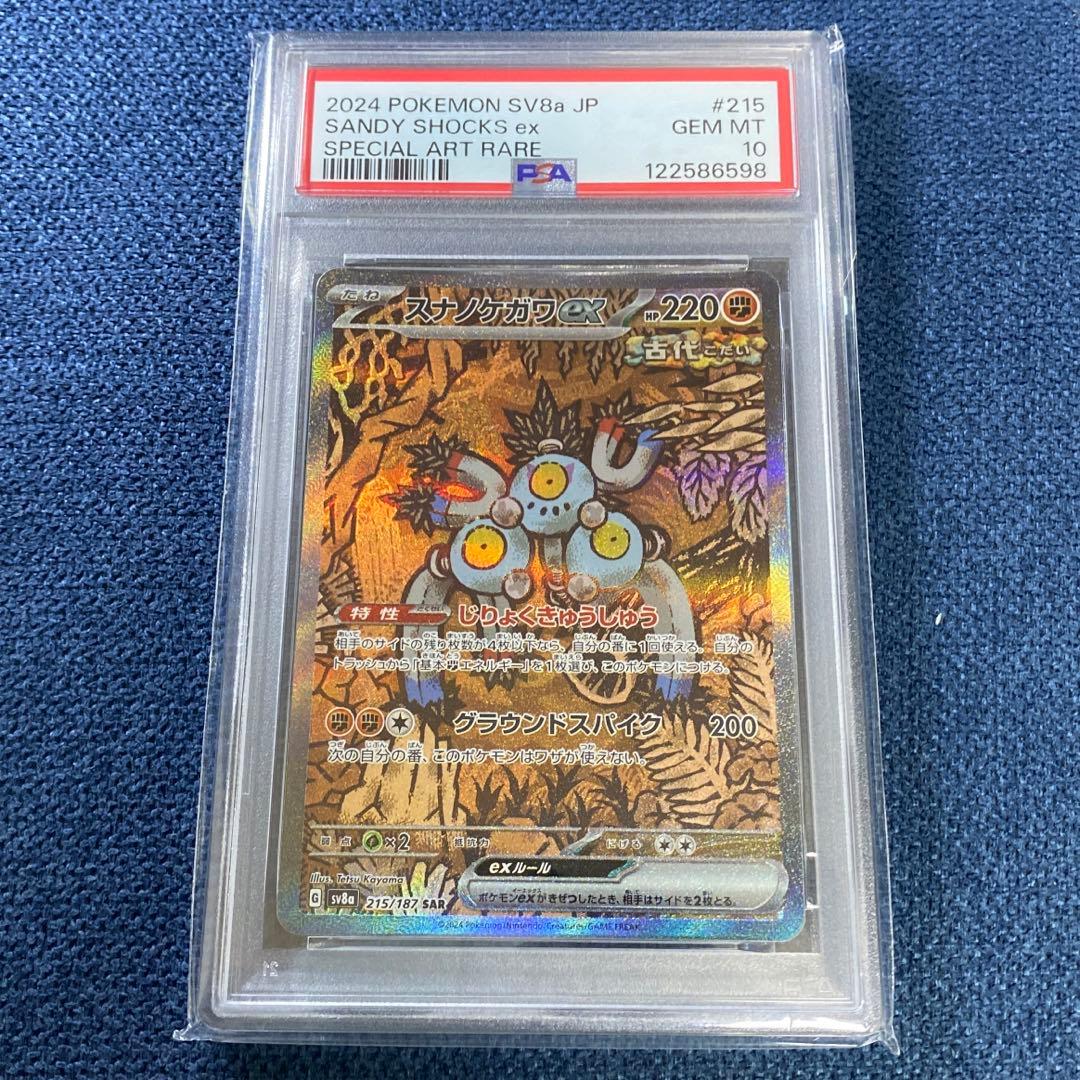 2024 POKEMON SV8a JP #215
SANDY SHOCKS ex GEM MT
SPECIAL ART RARE 10
PSA 122586598
たね スナノケガワex HP220
古代 こだい
特性 とくせい じりょくきゅうしゅう
相手のサイドの残り枚数が4枚以下なら、自分の番に1回使える。自分の
トラッシュから「基本エネルギー」を1枚選び、このポケモンにつける。
グラウンドスパイク 200
次の自分の番、このポケモンはワザが使えない。
弱点 ×2 抵抗力 にげる
exルール
ポケモンexがきぜつしたとき、相手はサイドを2枚とる。
Illus. Tetsu Kayama
G sv8a 215/187 SAR
©2024 Pokémon/Nintendo/Creatures/GAME FREAK